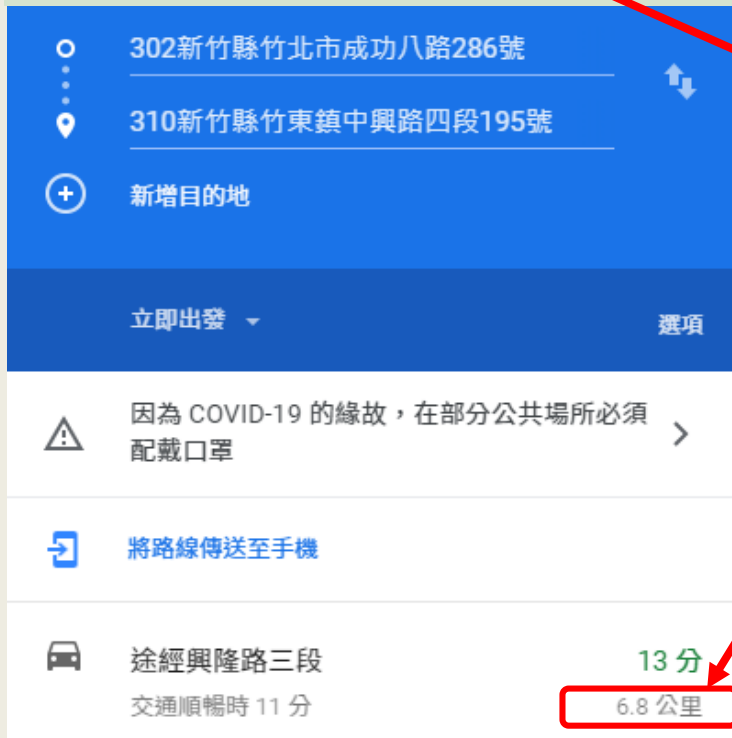 302新竹縣竹北市成功八路286號
310新竹縣竹東鎮中興路四段195號
新增目的地
立即出發
選項
因為 COVID-19 的緣故，在部分公共場所必須
配戴口罩
將路線傳送至手機
途經興隆路三段 13 分
交通順暢時 11 分 6.8 公里